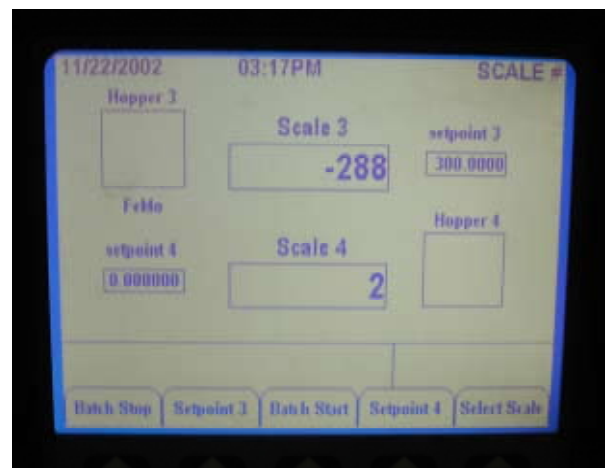 11/22/2002 03:17PM SCALE #
Hopper 3
Scale 3
setpoint 3
-288
300.0000
FeMo
Hopper 4
setpoint 4
Scale 4
0.000000
2
Batch Stop Setpoint 3 Batch Start Setpoint 4 Select Scale